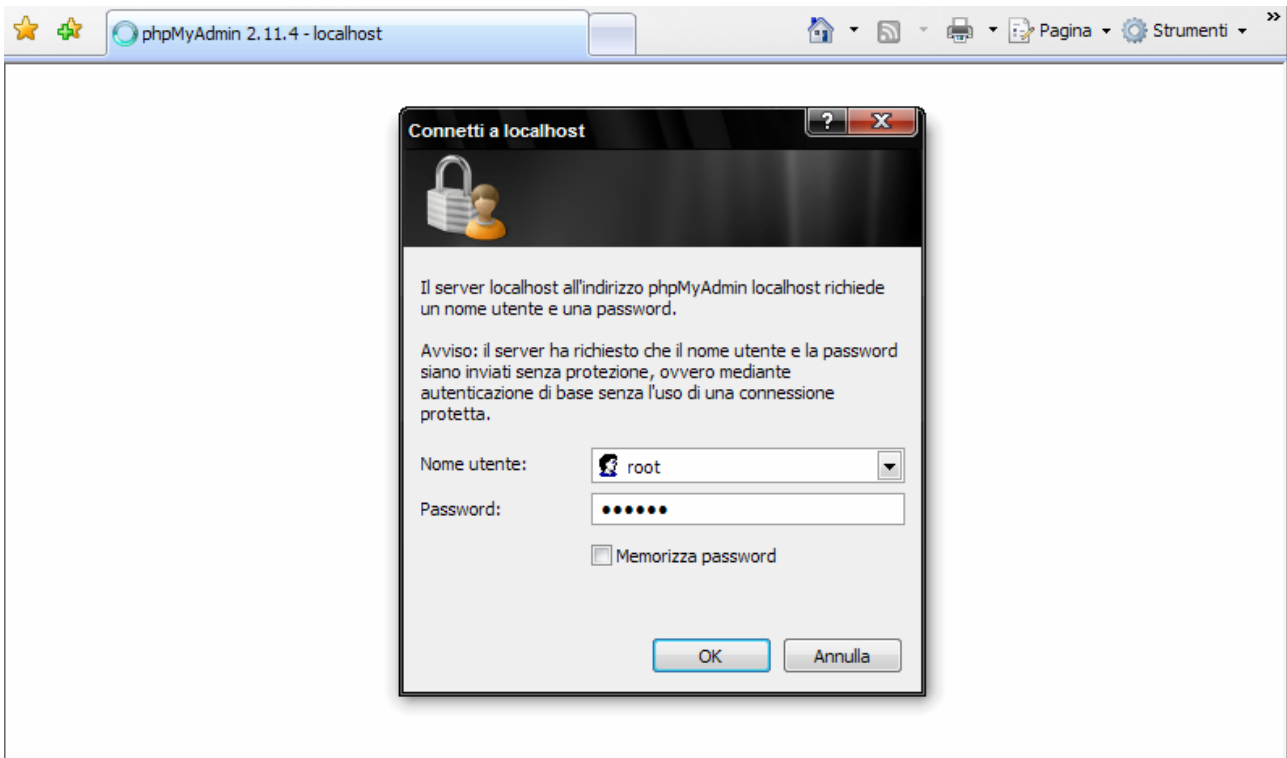 phpMyAdmin 2.11.4 - localhost
Pagina
Strumenti
»
Connetti a localhost
?
X
Il server localhost all'indirizzo phpMyAdmin localhost richiede
un nome utente e una password.
Avviso: il server ha richiesto che il nome utente e la password
siano inviati senza protezione, ovvero mediante
autenticazione di base senza l'uso di una connessione
protetta.
Nome utente: root
Password: ••••••
Memorizza password
OK Annulla